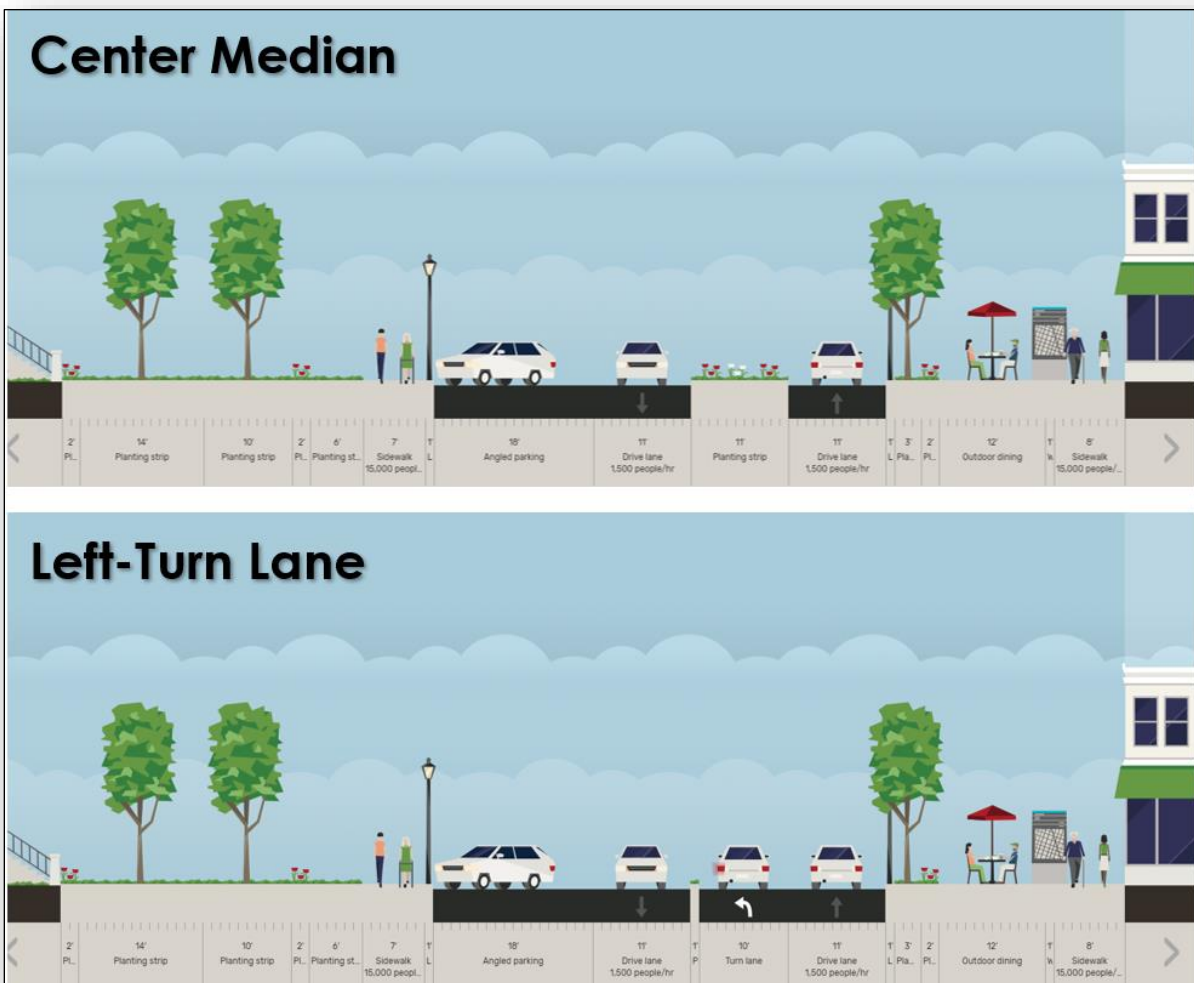 Center Median
2' 14' 10' 2' 6' 7' 1' 18' 11' 11' 11' 1' 3' 2' 12' 1' 8'
Pl... Planting strip Planting strip Pl... Planting st... Sidewalk L Angled parking Drive lane Planting strip Drive lane L Pla... Pl... Outdoor dining W Sidewalk
15,000 peopl... 1,500 people/hr 1,500 people/hr 15,000 people/...
Left-Turn Lane
2' 14' 10' 2' 6' 7' 1' 18' 11' 1' 10' 11' 1' 3' 2' 12' 1' 8'
Pl... Planting strip Planting strip Pl... Planting st... Sidewalk L Angled parking Drive lane P Turn lane Drive lane L Pla... Pl... Outdoor dining W Sidewalk
15,000 peopl... 1,500 people/hr 1,500 people/hr 15,000 people/...